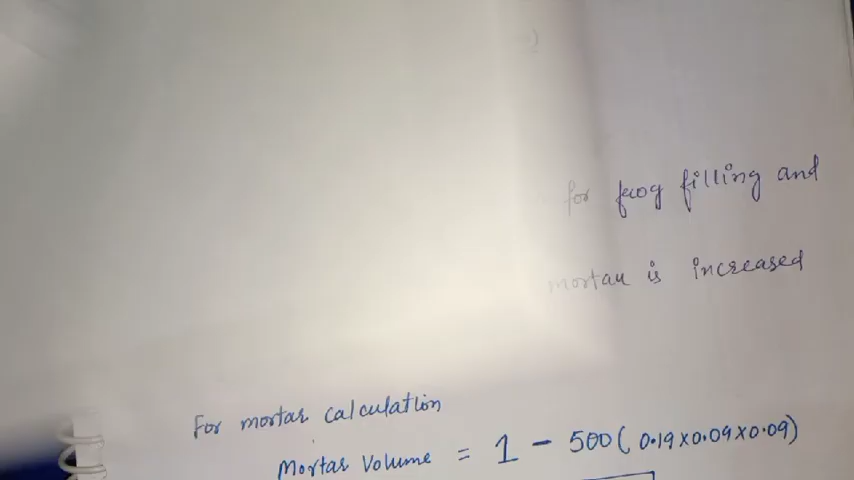 for frog filling and
mortar is increased
For mortar calculation
Mortar Volume = 1 - 500 ( 0.19 x 0.09 x 0.09)